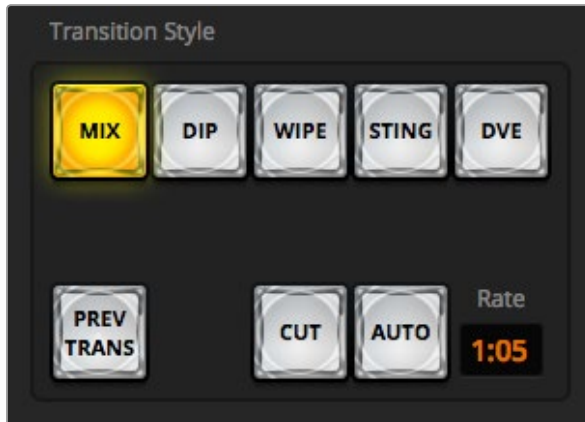 Transition Style
MIX DIP WIPE STING DVE
Rate
PREV
TRANS
CUT AUTO 1:05